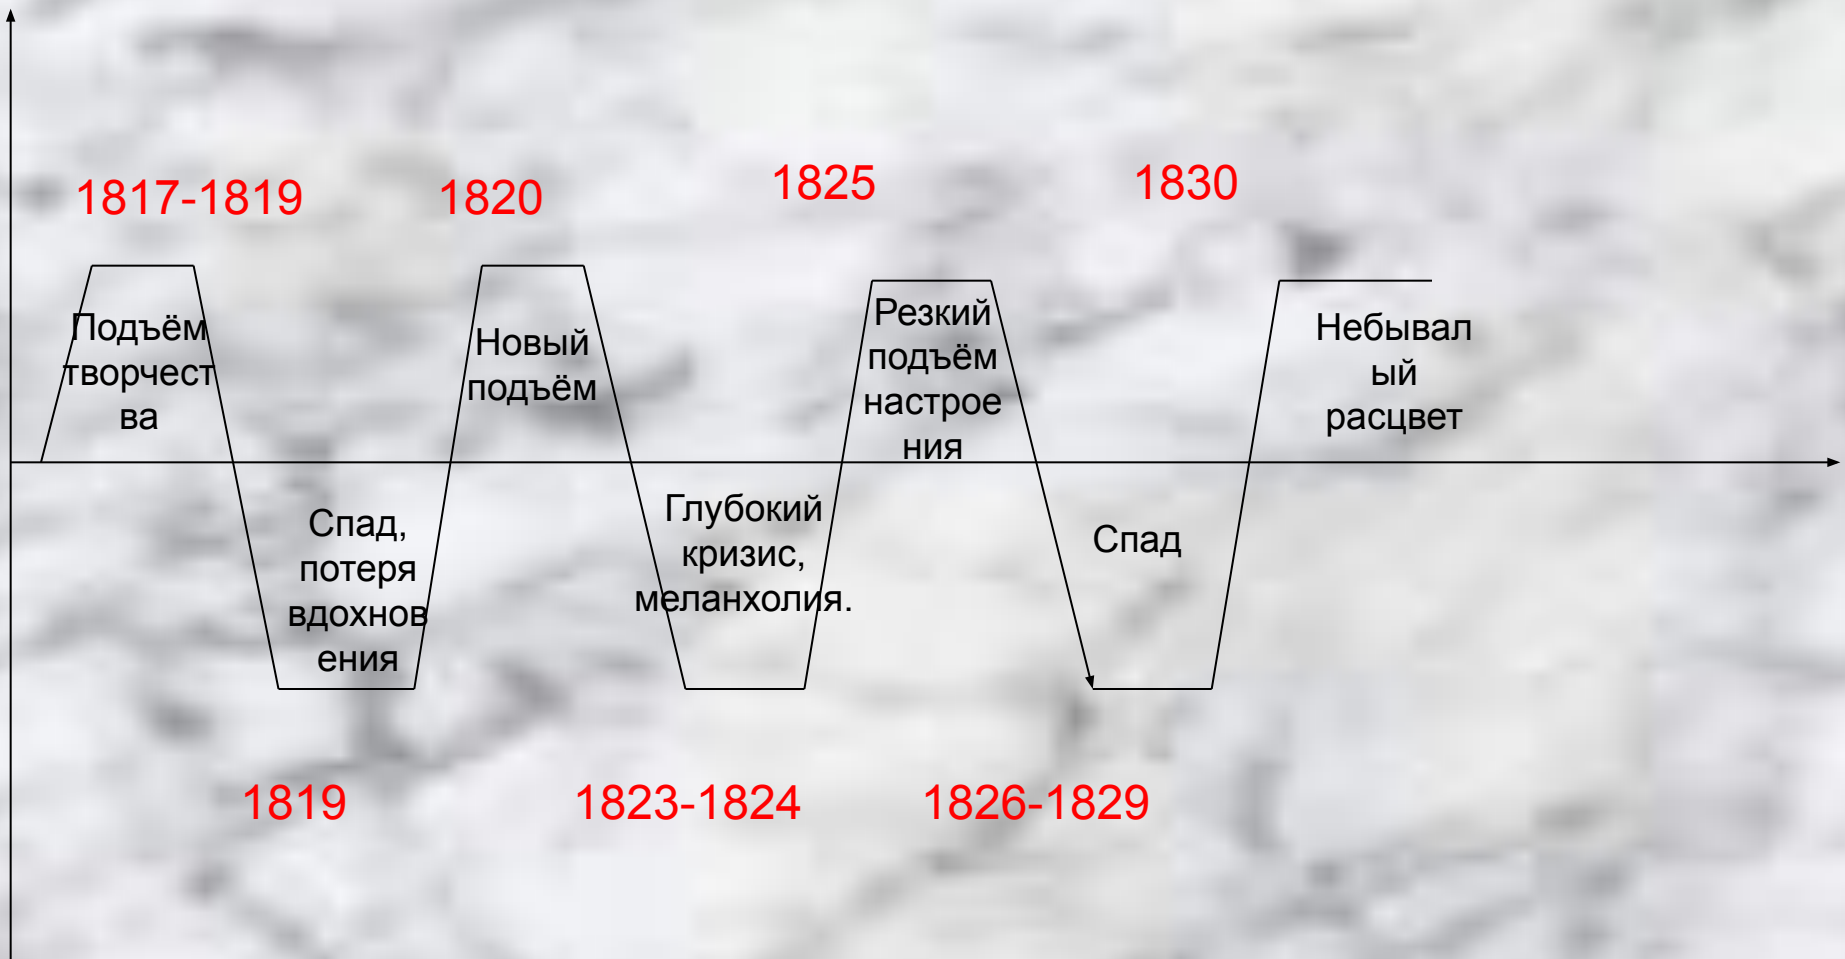 1817-1819
1820
1825
1830
Подъём
творчест
ва
Новый
подъём
Резкий
подъём
настрое
ния
Небывал
ый
расцвет
Спад,
потеря
вдохнов
ения
Глубокий
кризис,
меланхолия.
Спад
1819
1823-1824
1826-1829